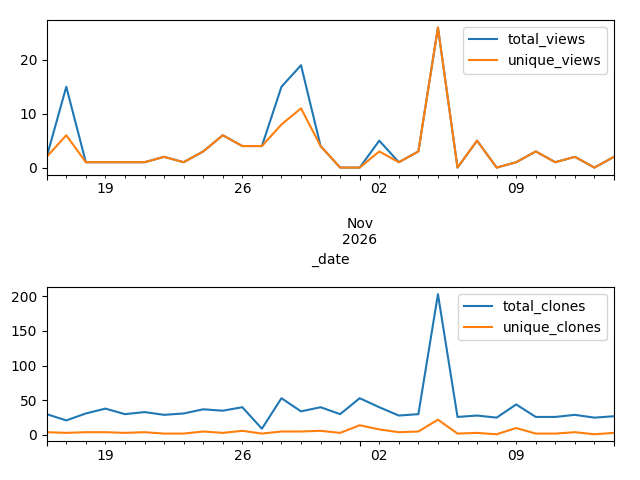 total_views
unique_views
20
10
0
19 26 02 09
Nov
2026
_date
total_clones
unique_clones
200
150
100
50
0
19 26 02 09